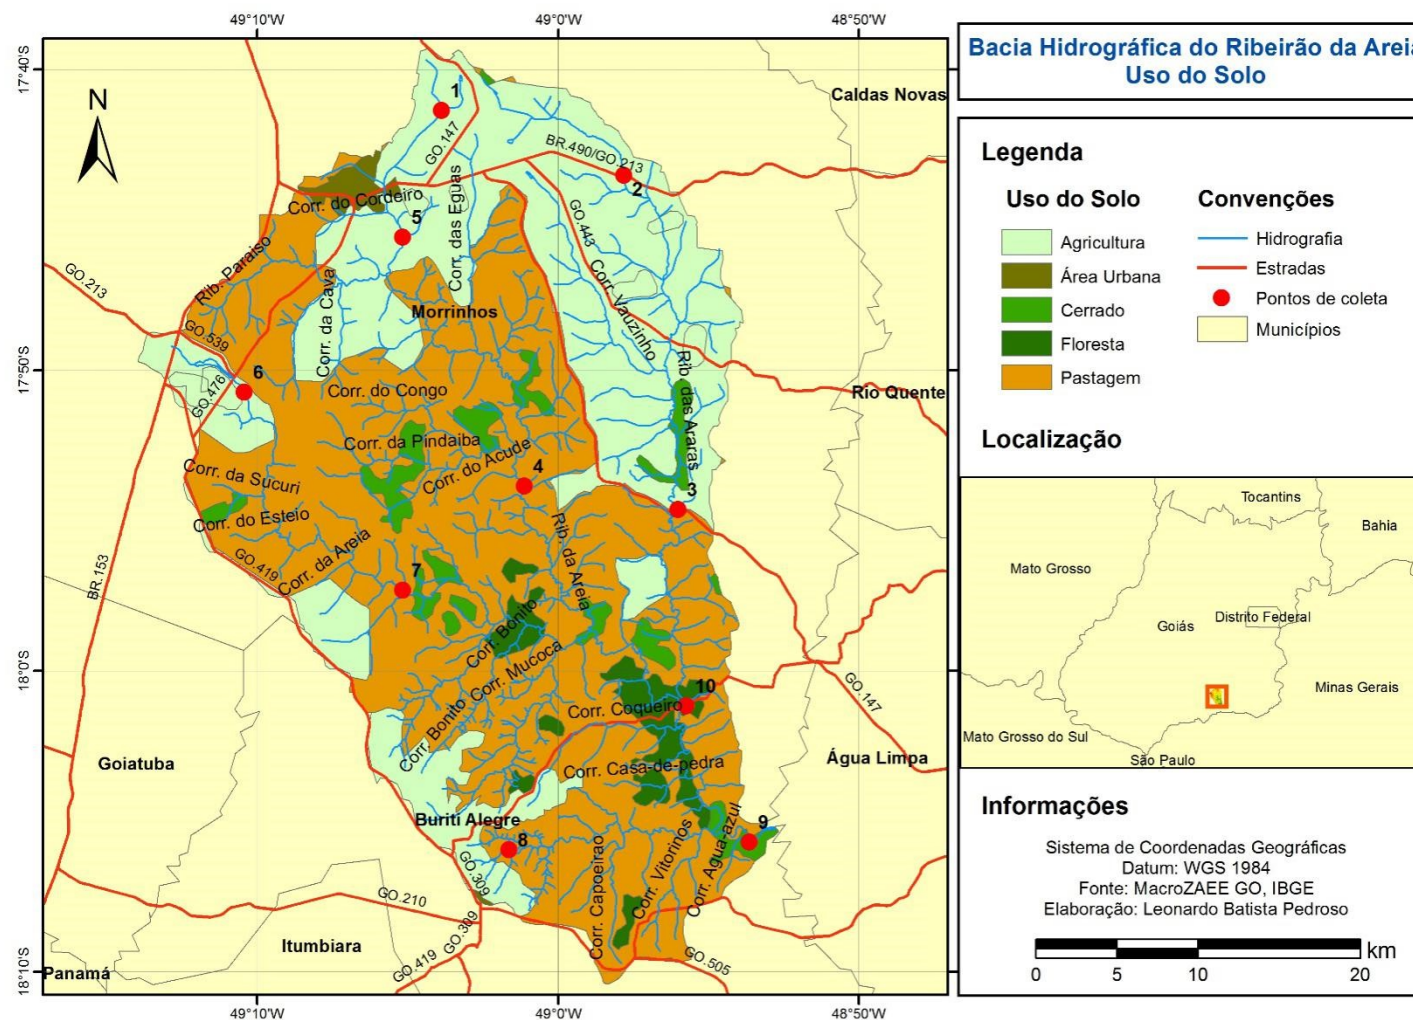 49°10'W
49°0'W
48°50'W
Bacia Hidrográfica do Ribeirão da Areia
Uso do Solo
17°40'S
17°50'S
18°0'S
18°10'S
N
1
Caldas Novas
GO.147
BR.490/GO.213
2
Corr. do Cordeiro
5
Corr. das Eguas
GO.443
Rib. Paraiso
GO.213
Corr. da Cava
Corr. Vauzinho
Morrinhos
GO.539
6
GO.476
Corr. do Congo
Rib. das Araras
Rio Quente
Corr. da Pindaiba
Corr. do Acude
4
Corr. da Sucuri
3
Corr. do Esteio
Corr. da Areia
Rib. da Areia
GO.419
BR.153
7
Corr. Bonito
Corr. Mucoca
10
GO.147
Corr. Bonito
Corr. Coqueiro
Goiatuba
Corr. Casa-de-pedra
Água Limpa
Buriti Alegre
9
8
GO.309
Corr. Capoeirao
Corr. Vitorinos
Corr. Agua-azul
GO.210
GO.309
Itumbiara
GO.419
GO.505
Panamá
49°10'W
49°0'W
48°50'W
Legenda
Uso do Solo
Agricultura
Área Urbana
Cerrado
Floresta
Pastagem
Convenções
Hidrografia
Estradas
Pontos de coleta
Municípios
Localização
Tocantins
Bahia
Mato Grosso
Distrito Federal
Goiás
Minas Gerais
Mato Grosso do Sul
São Paulo
Informações
Sistema de Coordenadas Geográficas
Datum: WGS 1984
Fonte: MacroZAEE GO, IBGE
Elaboração: Leonardo Batista Pedroso
km
0 5 10 20